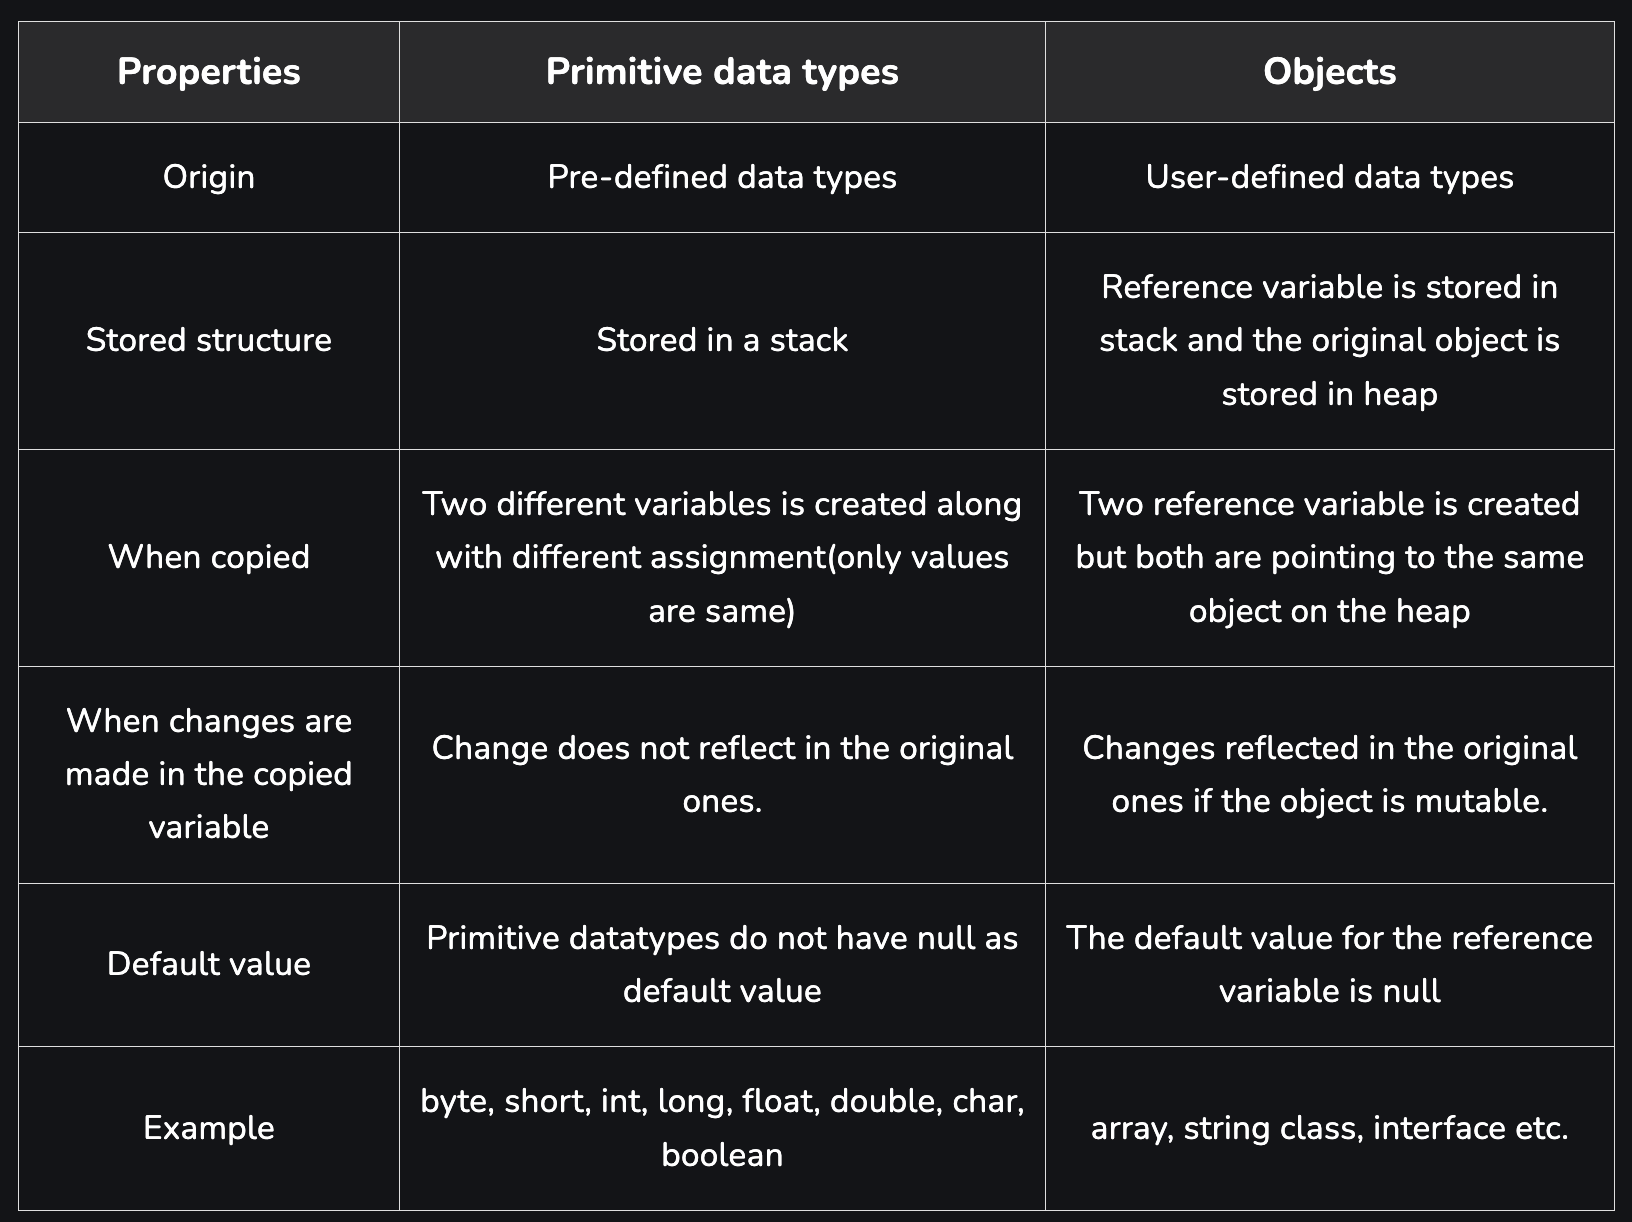 Properties
Primitive data types
Objects
Origin
Pre-defined data types
User-defined data types
Stored structure
Stored in a stack
Reference variable is stored in
stack and the original object is
stored in heap
When copied
Two different variables is created along
with different assignment(only values
are same)
Two reference variable is created
but both are pointing to the same
object on the heap
When changes are
made in the copied
variable
Change does not reflect in the original
ones.
Changes reflected in the original
ones if the object is mutable.
Default value
Primitive datatypes do not have null as
default value
The default value for the reference
variable is null
Example
byte, short, int, long, float, double, char,
boolean
array, string class, interface etc.